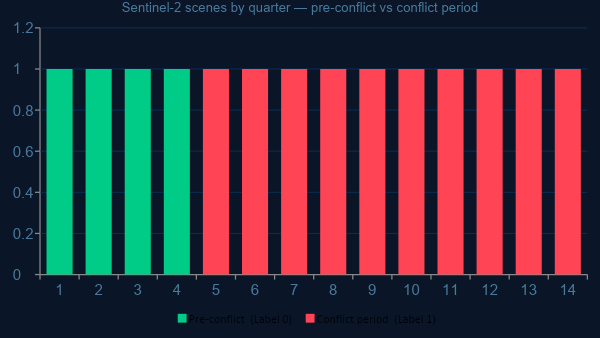 Sentinel-2 scenes by quarter — pre-conflict vs conflict period
1.2
1
0.8
0.6
0.4
0.2
0
1 2 3 4 5 6 7 8 9 10 11 12 13 14
Pre-conflict (Label 0) Conflict period (Label 1)